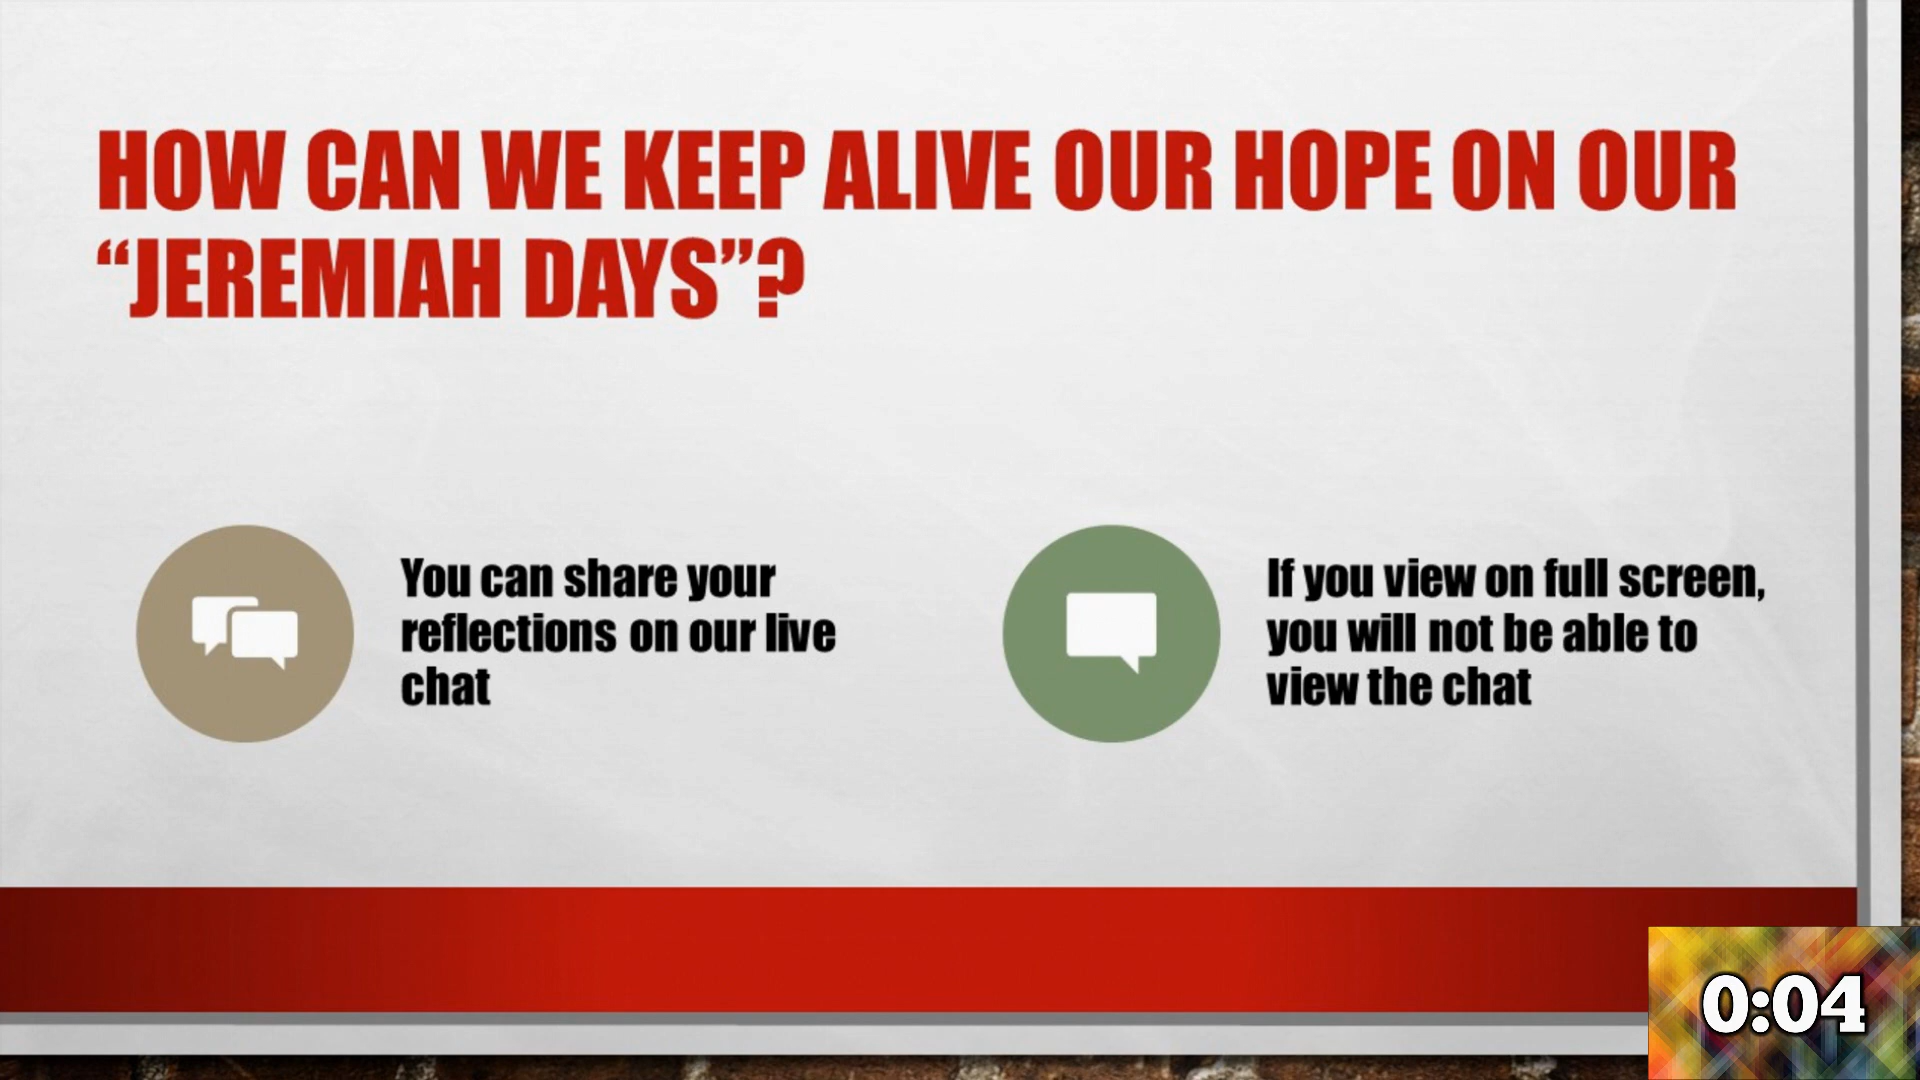 HOW CAN WE KEEP ALIVE OUR HOPE ON OUR
“JEREMIAH DAYS”?
You can share your
reflections on our live
chat
If you view on full screen,
you will not be able to
view the chat
0:04